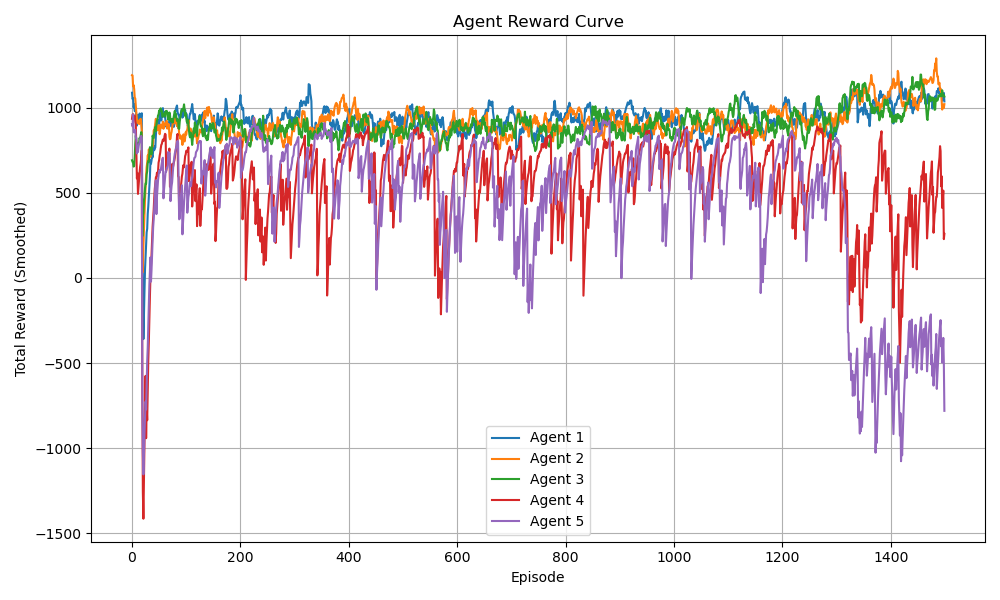 Agent Reward Curve
Total Reward (Smoothed)
1000
500
0
−500
−1000
−1500
Agent 1
Agent 2
Agent 3
Agent 4
Agent 5
0 200 400 600 800 1000 1200 1400
Episode